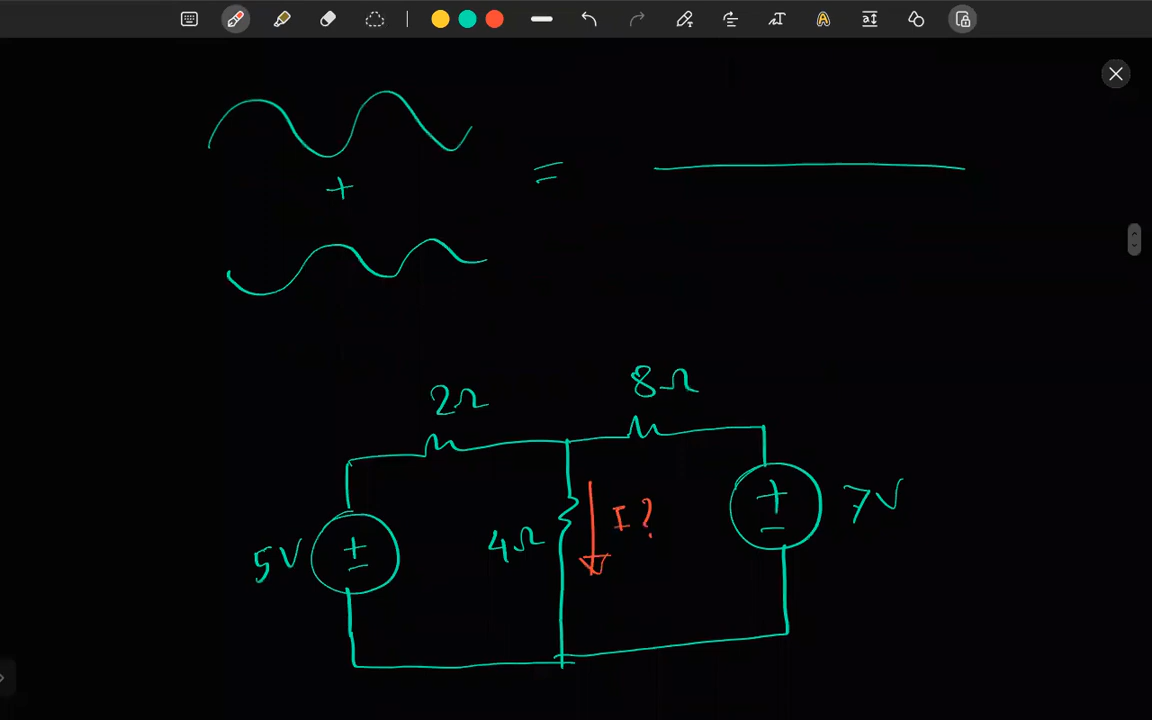 + =
2Ω
8Ω
5V
+
-
4Ω
I?
+
-
7V